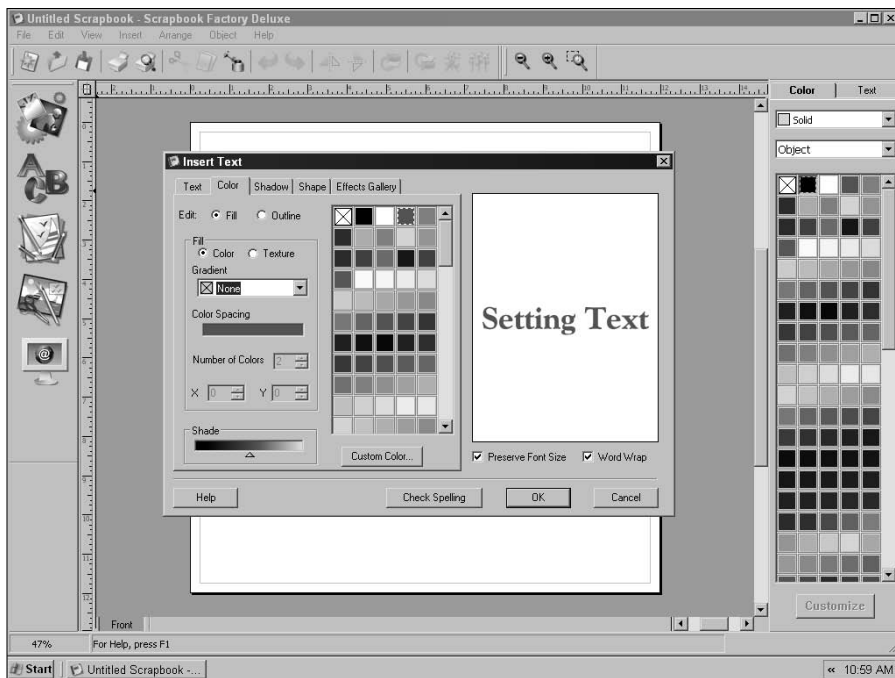 Untitled Scrapbook - Scrapbook Factory Deluxe
File Edit View Insert Arrange Object Help
Color Text
Solid
Object
Insert Text
Text Color Shadow Shape Effects Gallery
Edit: Fill Outline
Fill
Color Texture
Gradient
None
Color Spacing
Number of Colors 2
X 0 Y 0
Shade
Custom Color...
Setting Text
Preserve Font Size Word Wrap
Help Check Spelling OK Cancel
Customize
Front
47% For Help, press F1
Start Untitled Scrapbook -... « 10:59 AM